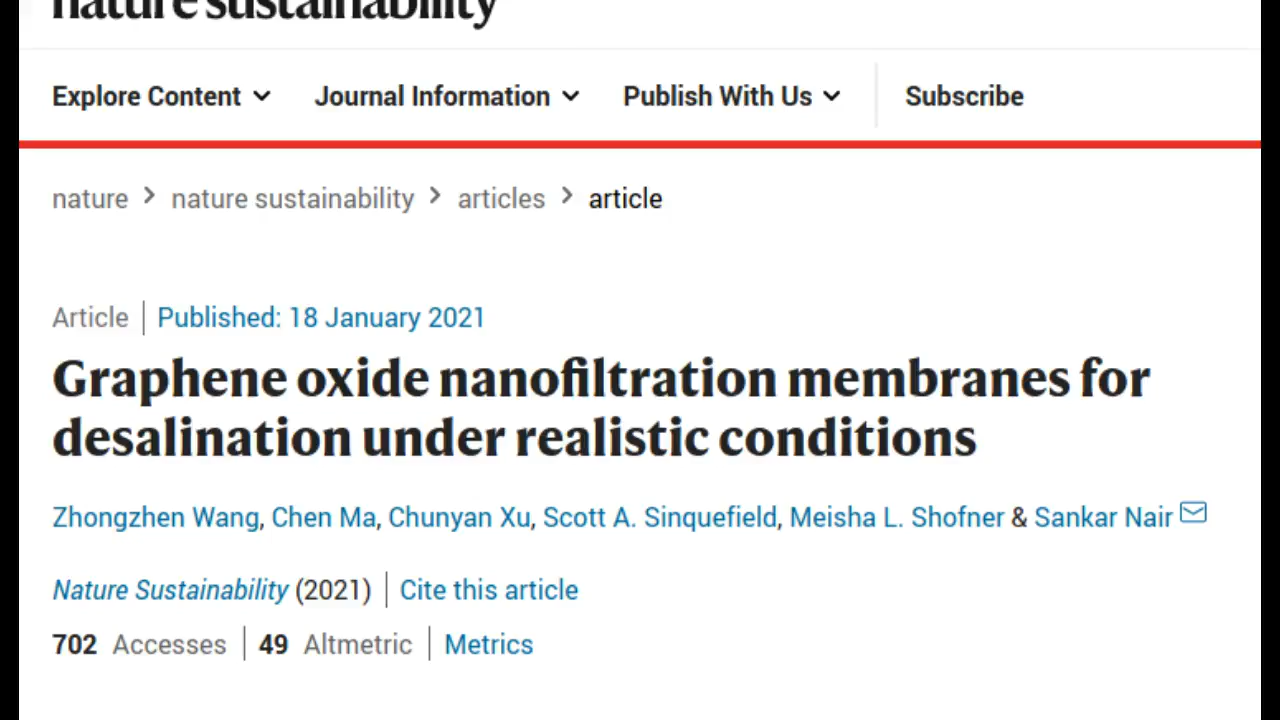 nature sustainability
Explore Content Journal Information Publish With Us Subscribe
nature > nature sustainability > articles > article
Article | Published: 18 January 2021
Graphene oxide nanofiltration membranes for
desalination under realistic conditions
Zhongzhen Wang, Chen Ma, Chunyan Xu, Scott A. Sinquefield, Meisha L. Shofner & Sankar Nair
Nature Sustainability (2021) | Cite this article
702 Accesses | 49 Altmetric | Metrics